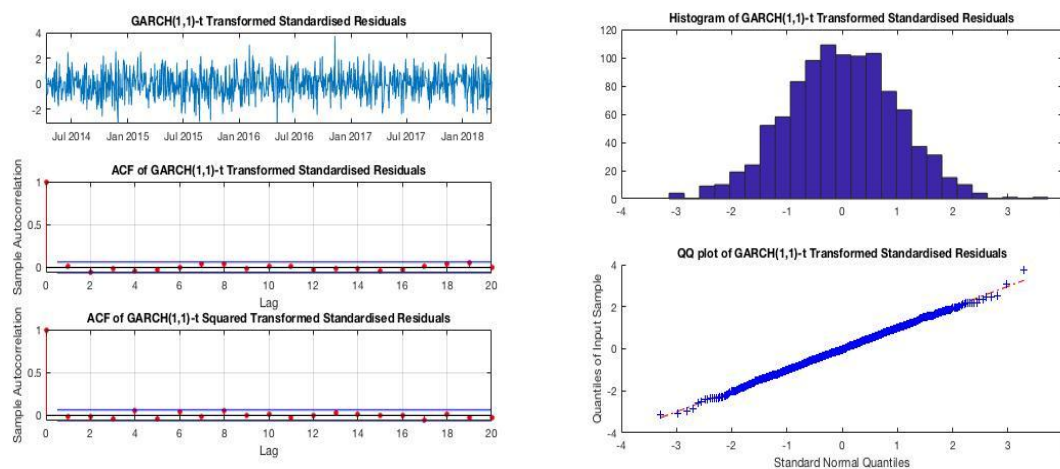 GARCH(1,1)-t Transformed Standardised Residuals
4
2
0
-2
Jul 2014 Jan 2015 Jul 2015 Jan 2016 Jul 2016 Jan 2017 Jul 2017 Jan 2018
ACF of GARCH(1,1)-t Transformed Standardised Residuals
Sample Autocorrelation
1
0.5
0
0 2 4 6 8 10 12 14 16 18 20
Lag
ACF of GARCH(1,1)-t Squared Transformed Standardised Residuals
Sample Autocorrelation
1
0.5
0
0 2 4 6 8 10 12 14 16 18 20
Lag
Histogram of GARCH(1,1)-t Transformed Standardised Residuals
120
100
80
60
40
20
0
-4 -3 -2 -1 0 1 2 3
QQ plot of GARCH(1,1)-t Transformed Standardised Residuals
Quantiles of Input Sample
4
2
0
-2
-4
-4 -3 -2 -1 0 1 2 3
Standard Normal Quantiles